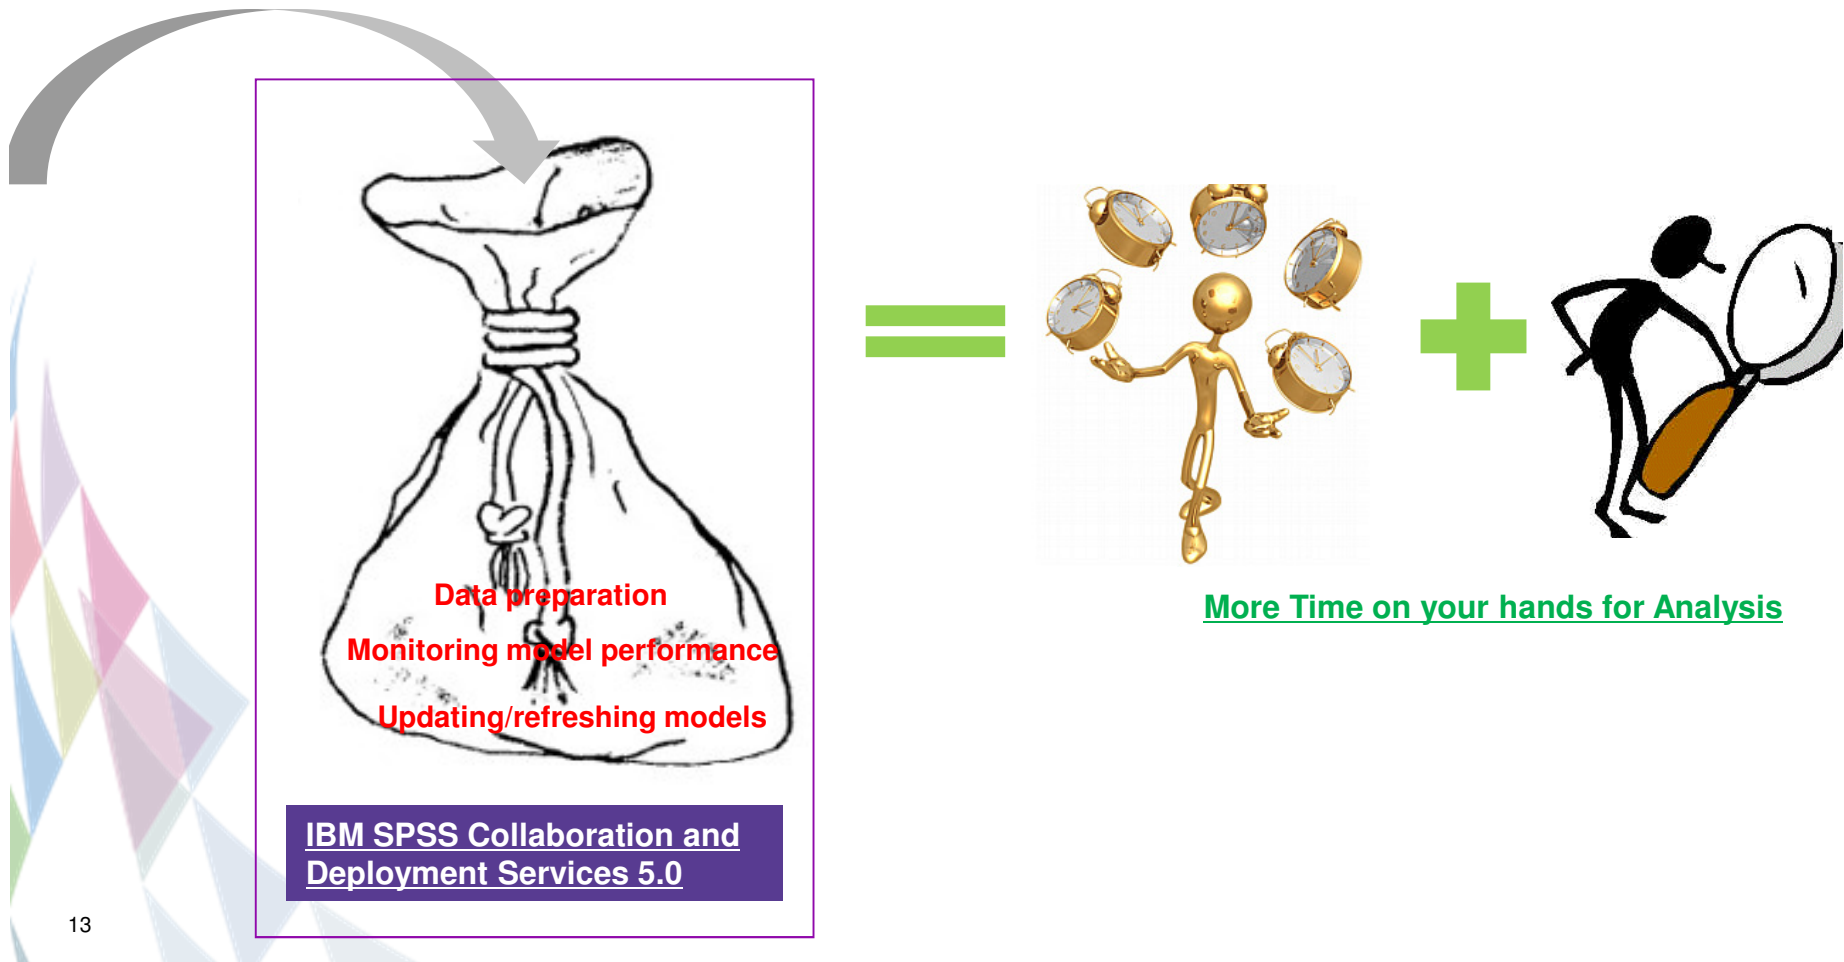 Data preparation
Monitoring model performance
Updating/refreshing models
IBM SPSS Collaboration and
Deployment Services 5.0
More Time on your hands for Analysis
13